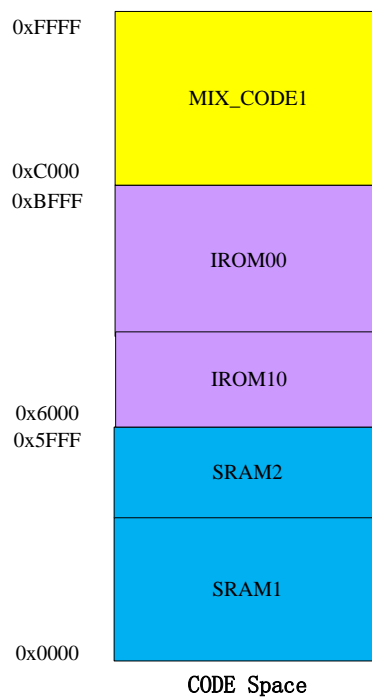 0xFFFF
MIX_CODE1
0xC000
0xBFFF
IROM00
IROM10
0x6000
0x5FFF
SRAM2
SRAM1
0x0000
CODE Space